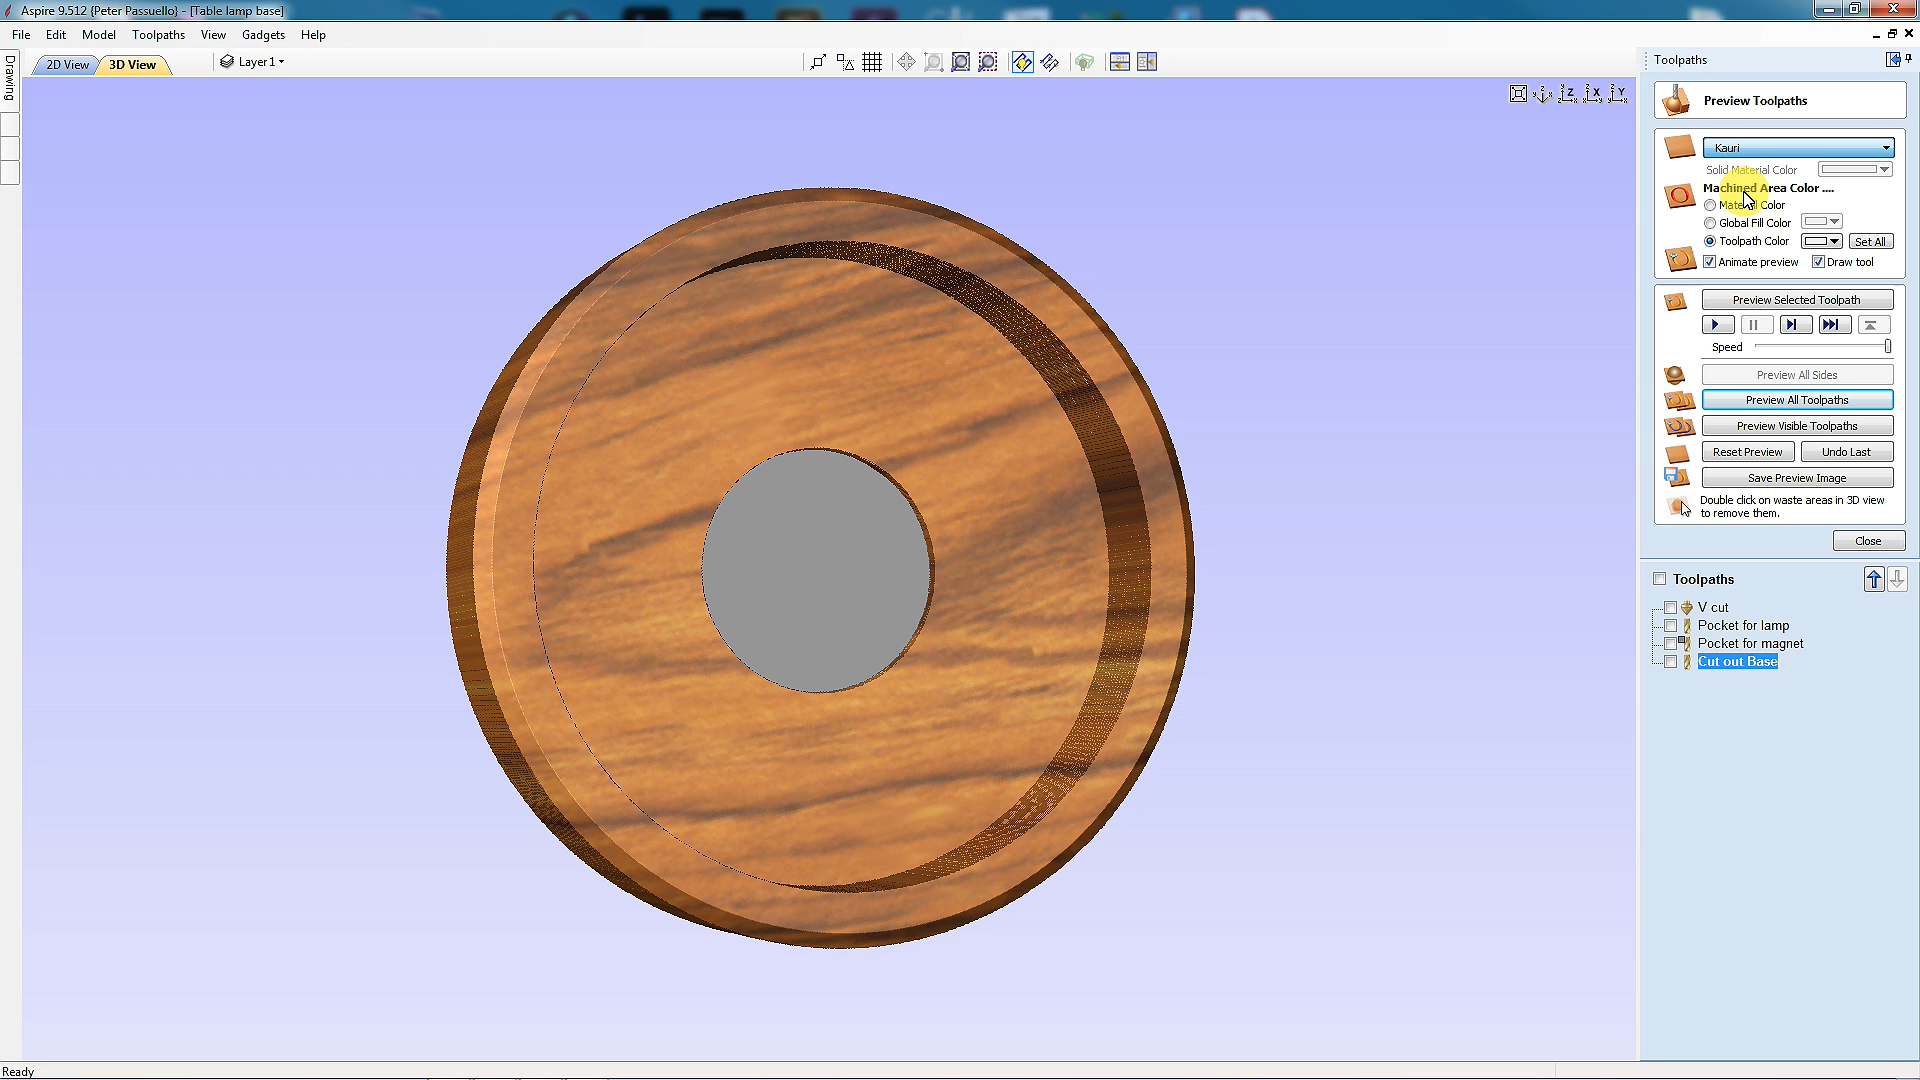 Aspire 9.512 {Peter Passuello} - [Table lamp base]
File Edit Model Toolpaths View Gadgets Help
Drawing
2D View 3D View Layer 1
Toolpaths
Preview Toolpaths
Kauri
Solid Material Color
Machined Area Color ....
Material Color
Global Fill Color
Toolpath Color Set All
Animate preview Draw tool
Preview Selected Toolpath
Speed
Preview All Sides
Preview All Toolpaths
Preview Visible Toolpaths
Reset Preview Undo Last
Save Preview Image
Double click on waste areas in 3D view
to remove them.
Close
Toolpaths
V cut
Pocket for lamp
Pocket for magnet
Cut out Base
Ready